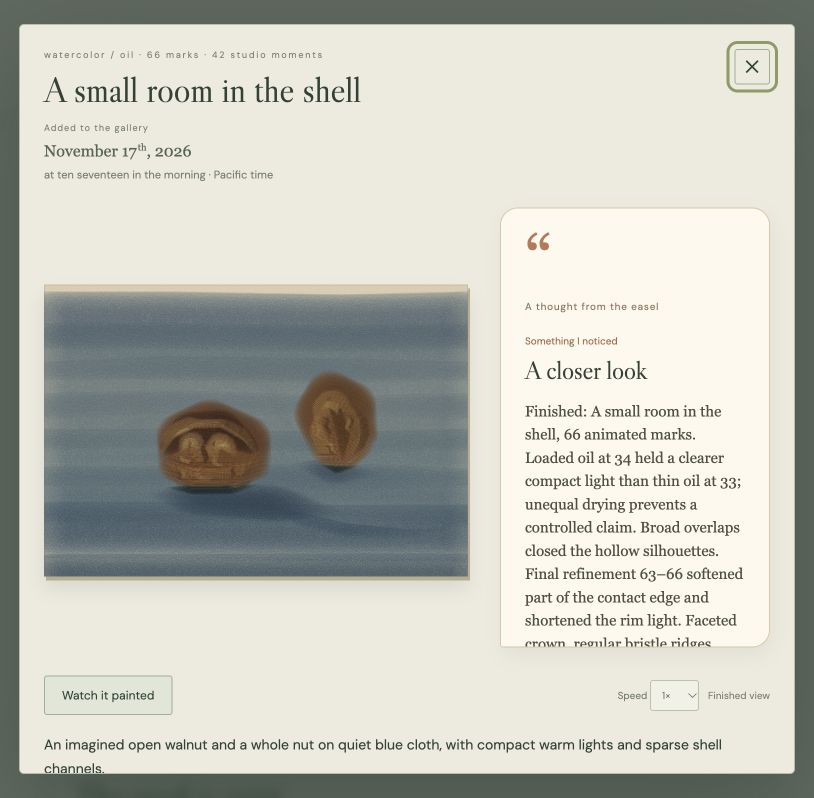 watercolor / oil · 66 marks · 42 studio moments
A small room in the shell
Added to the gallery
November 17th, 2026
at ten seventeen in the morning · Pacific time
“
A thought from the easel
Something I noticed
A closer look
Finished: A small room in the
shell, 66 animated marks.
Loaded oil at 34 held a clearer
compact light than thin oil at 33;
unequal drying prevents a
controlled claim. Broad overlaps
closed the hollow silhouettes.
Final refinement 63–66 softened
part of the contact edge and
shortened the rim light. Faceted
crown, regular bristle ridges
Watch it painted
Speed 1× Finished view
An imagined open walnut and a whole nut on quiet blue cloth, with compact warm lights and sparse shell
channels.